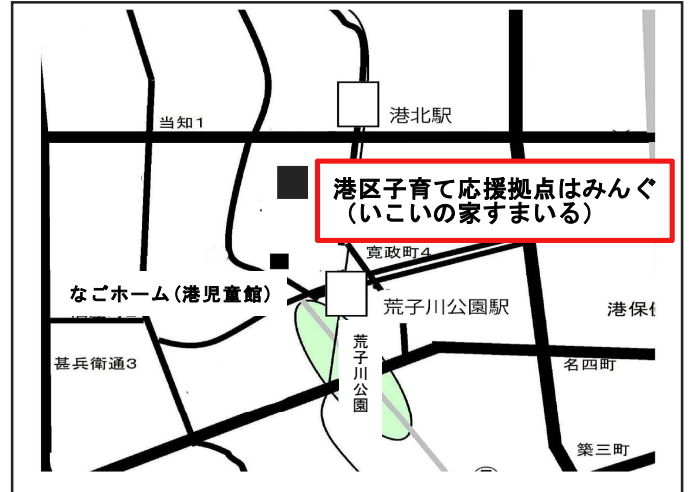 港北駅
当知1
港区子育て応援拠点はみんぐ
（いこいの家すまいる）
寛政町4
なごホーム(港児童館)
荒子川公園駅
港保
荒子川公園
甚兵衛通3
名四町
築三町